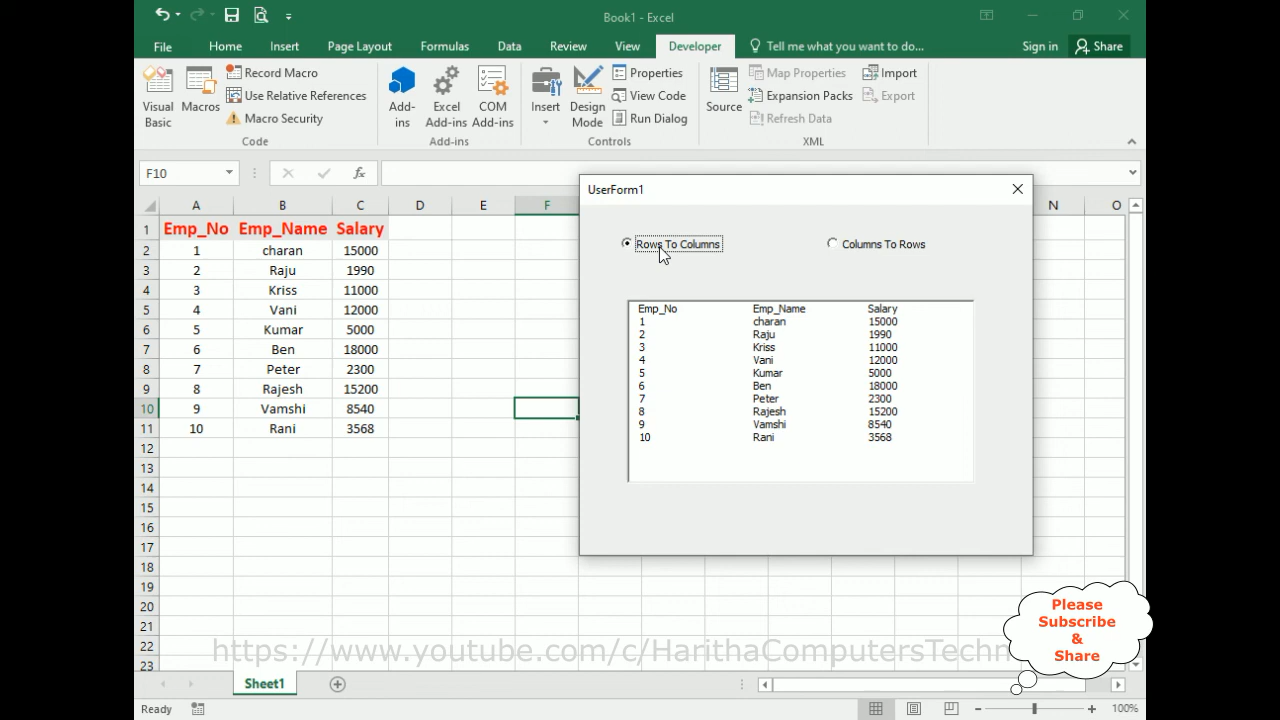 Book1 - Excel
File Home Insert Page Layout Formulas Data Review View Developer Tell me what you want to do... Sign in Share
Visual Basic
Macros
Record Macro
Use Relative References
Macro Security
Code
Add-ins
Excel Add-ins
COM Add-ins
Add-ins
Insert
Design Mode
Properties
View Code
Run Dialog
Controls
Source
Map Properties
Expansion Packs
Refresh Data
Import
Export
XML
F10 fx
A B C D E F N O
1 Emp_No Emp_Name Salary
2 1 charan 15000
3 2 Raju 1990
4 3 Kriss 11000
5 4 Vani 12000
6 5 Kumar 5000
7 6 Ben 18000
8 7 Peter 2300
9 8 Rajesh 15200
10 9 Vamshi 8540
11 10 Rani 3568
12
13
14
15
16
17
18
19
20
21
22
23
UserForm1
Rows To Columns Columns To Rows
Emp_No Emp_Name Salary
1 charan 15000
2 Raju 1990
3 Kriss 11000
4 Vani 12000
5 Kumar 5000
6 Ben 18000
7 Peter 2300
8 Rajesh 15200
9 Vamshi 8540
10 Rani 3568
Please
Subscribe
&
Share
https://www.youtube.com/c/HarithaComputersTechn
Sheet1
Ready 100%